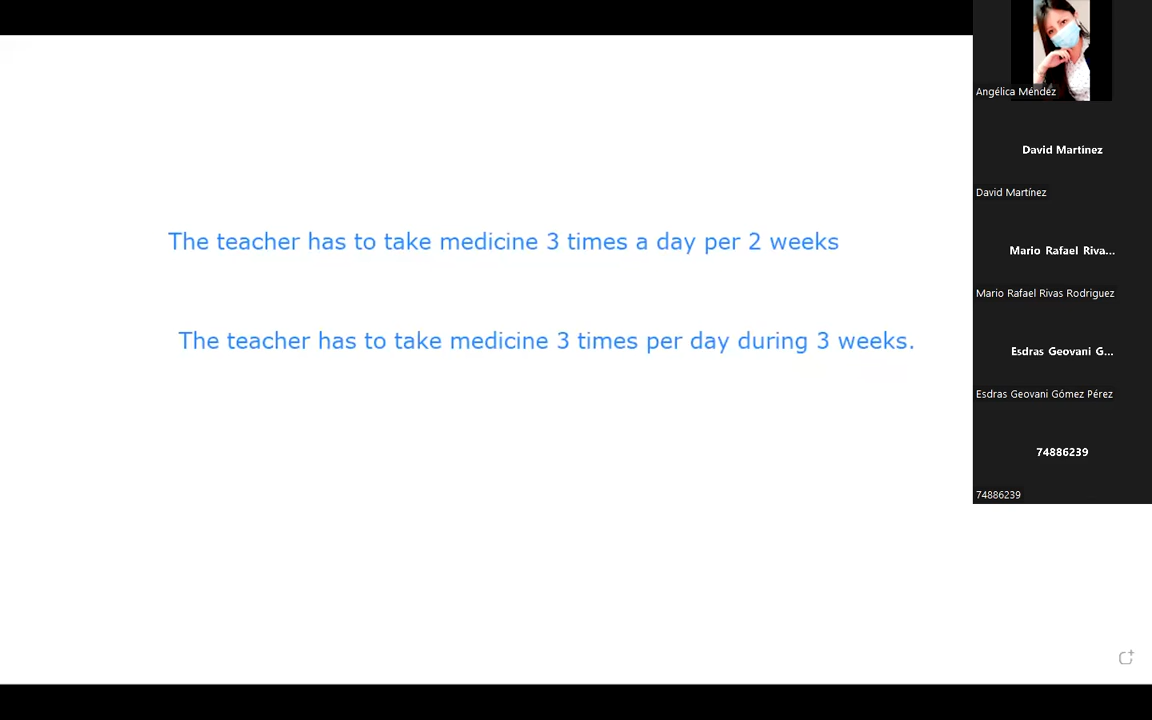 Angélica Méndez
David Martinez
David Martínez
The teacher has to take medicine 3 times a day per 2 weeks
Mario Rafael Riva...
Mario Rafael Rivas Rodriguez
The teacher has to take medicine 3 times per day during 3 weeks.
Esdras Geovani G...
Esdras Geovani Gómez Pérez
74886239
74886239